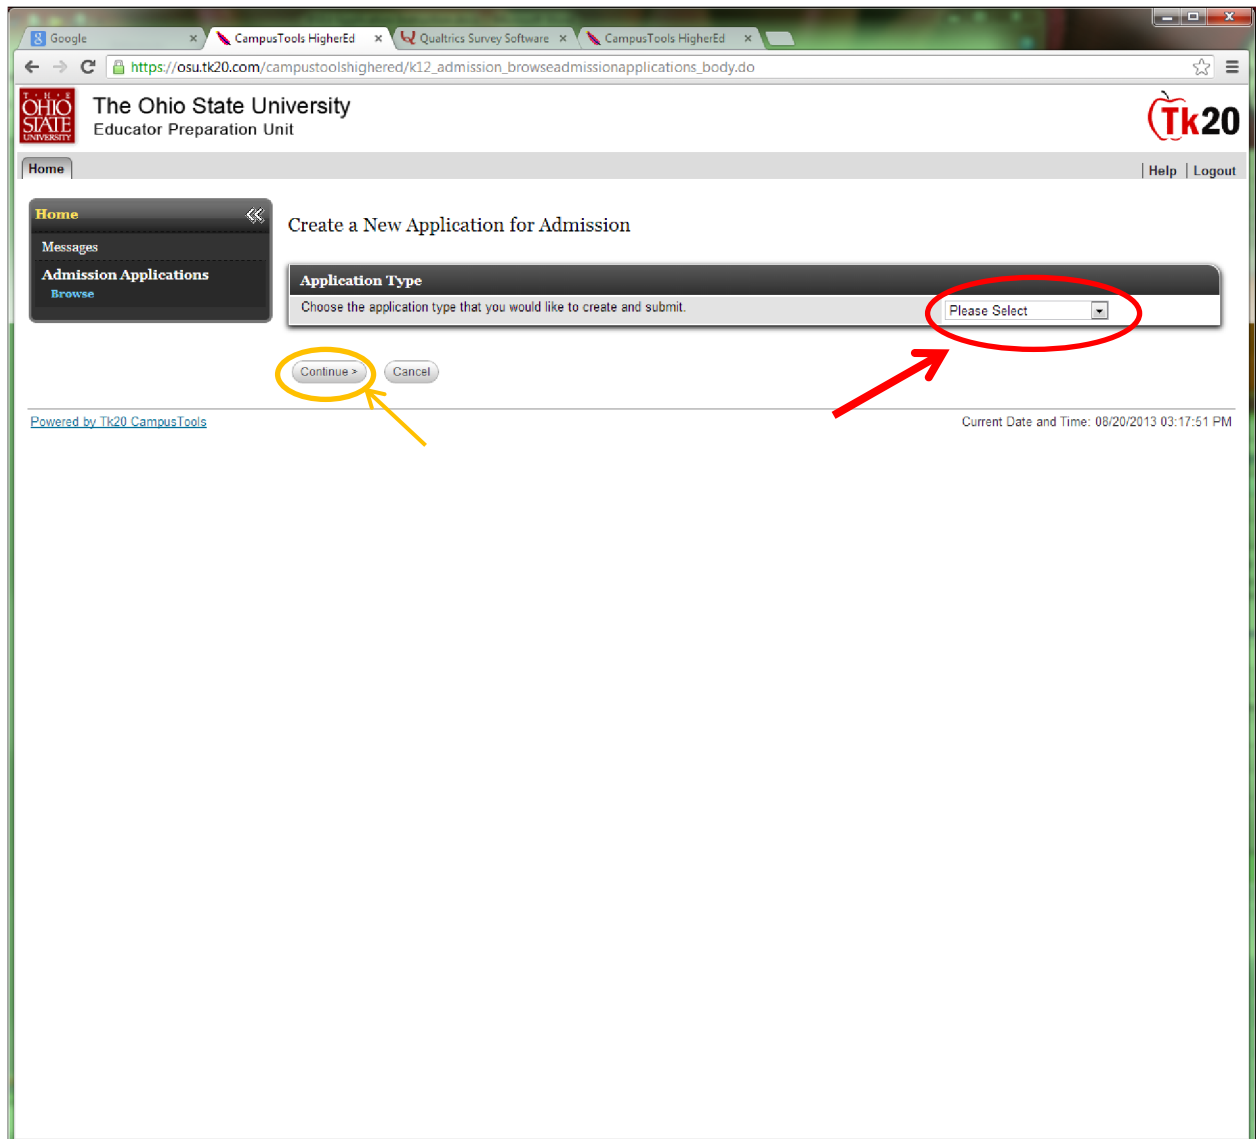 Google
CampusTools HigherEd
Qualtrics Survey Software
CampusTools HigherEd
https://osu.tk20.com/campustoolshighered/k12_admission_browseadmissionapplications_body.do
T · H · E
OHIO
STATE
UNIVERSITY
The Ohio State University
Educator Preparation Unit
Tk20
Home
| Help | Logout
Home
Messages
Admission Applications
Browse
Create a New Application for Admission
Application Type
Choose the application type that you would like to create and submit.
Please Select
Continue >
Cancel
Powered by Tk20 CampusTools
Current Date and Time: 08/20/2013 03:17:51 PM